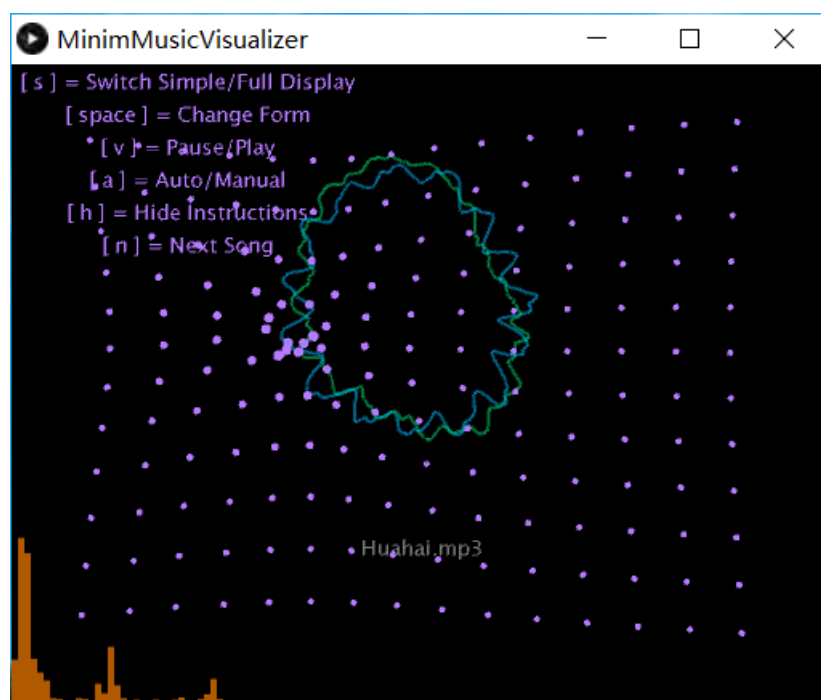 MinimMusicVisualizer
[ s ] = Switch Simple/Full Display
[ space ] = Change Form
[ v ] = Pause/Play
[ a ] = Auto/Manual
[ h ] = Hide Instructions
[ n ] = Next Song
Huahai.mp3